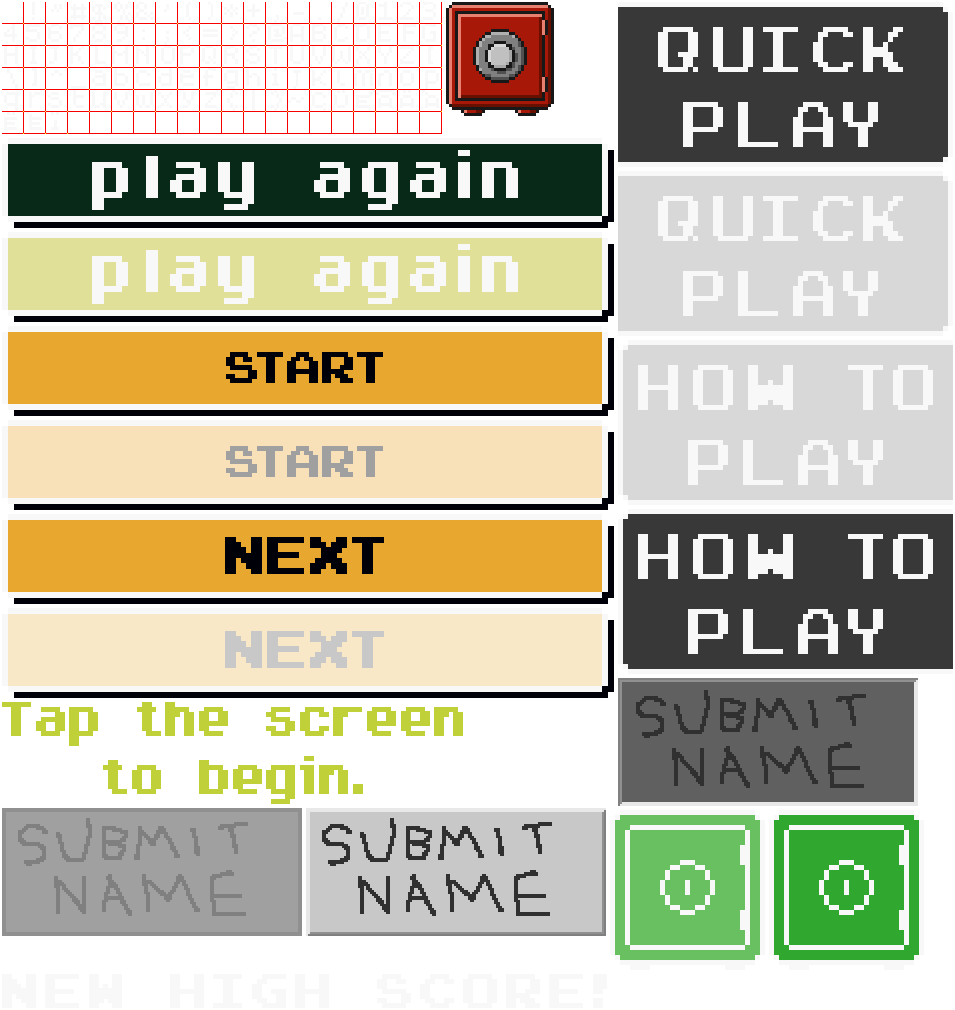 play again
play again
START
START
NEXT
NEXT
Tap the screen
to begin.
SUBMIT
NAME
SUBMIT
NAME
NEW HIGH SCORE!
QUICK
PLAY
QUICK
PLAY
HOW TO
PLAY
HOW TO
PLAY
SUBMIT
NAME